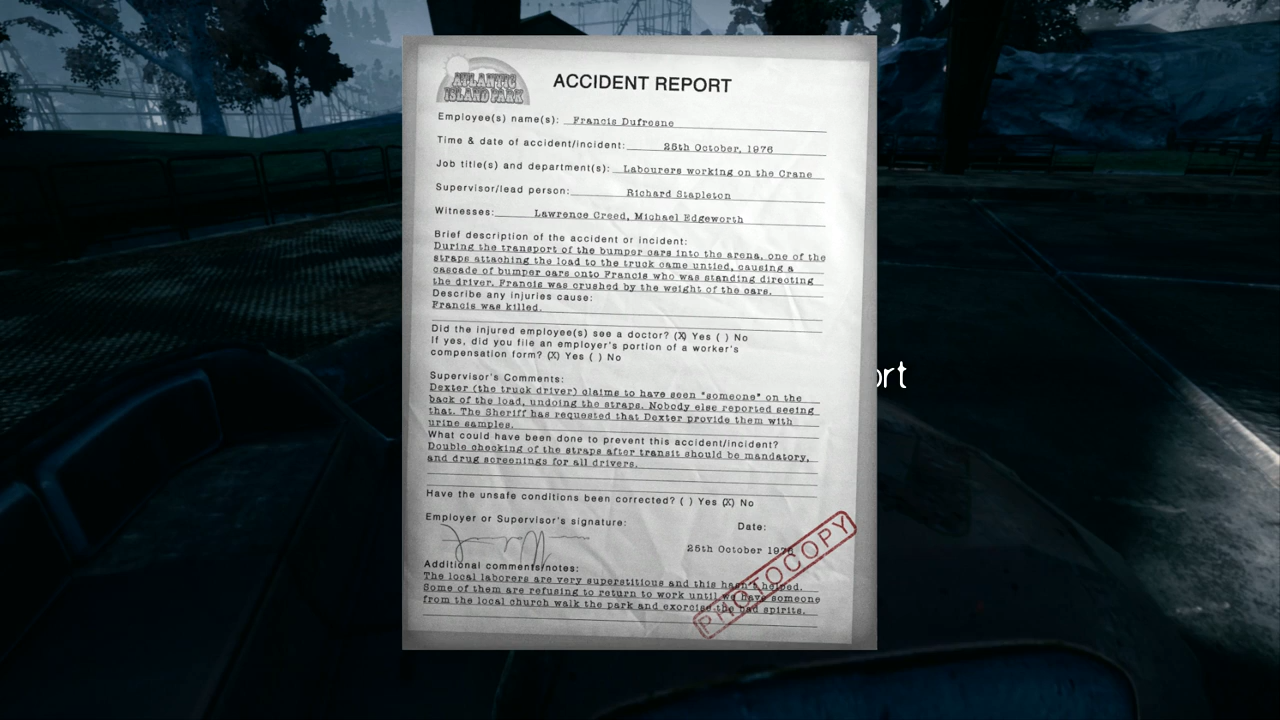 ATLANTIC
ISLAND PARK
ACCIDENT REPORT
Employee(s) name(s): Francis Dufresne
Time & date of accident/incident: 25th October, 1976
Job title(s) and department(s): Labourers working on the Crane
Supervisor/lead person: Richard Stapleton
Witnesses: Lawrence Creed, Michael Edgeworth
Brief description of the accident or incident:
During the transport of the bumper cars into the arena, one of the
straps attaching the load to the truck came untied, causing a
cascade of bumper cars onto Francis who was standing directing
the driver. Francis was crushed by the weight of the cars.
Describe any injuries cause:
Francis was killed.
Did the injured employee(s) see a doctor? (X) Yes ( ) No
If yes, did you file an employer's portion of a worker's
compensation form? (X) Yes ( ) No
Supervisor's Comments:
Dexter (the truck driver) claims to have seen "someone" on the
back of the load, undoing the straps. Nobody else reported seeing
that. The Sheriff has requested that Dexter provide them with
urine samples.
What could have been done to prevent this accident/incident?
Double checking of the straps after transit should be mandatory,
and drug screenings for all drivers.
Have the unsafe conditions been corrected? ( ) Yes (X) No
Employer or Supervisor's signature:
Date:
25th October 1976
Additional comments/notes:
The local laborers are very superstitious and this hasn't helped.
Some of them are refusing to return to work until we have someone
from the local church walk the park and exorcise the bad spirits.
PHOTOCOPY
ort